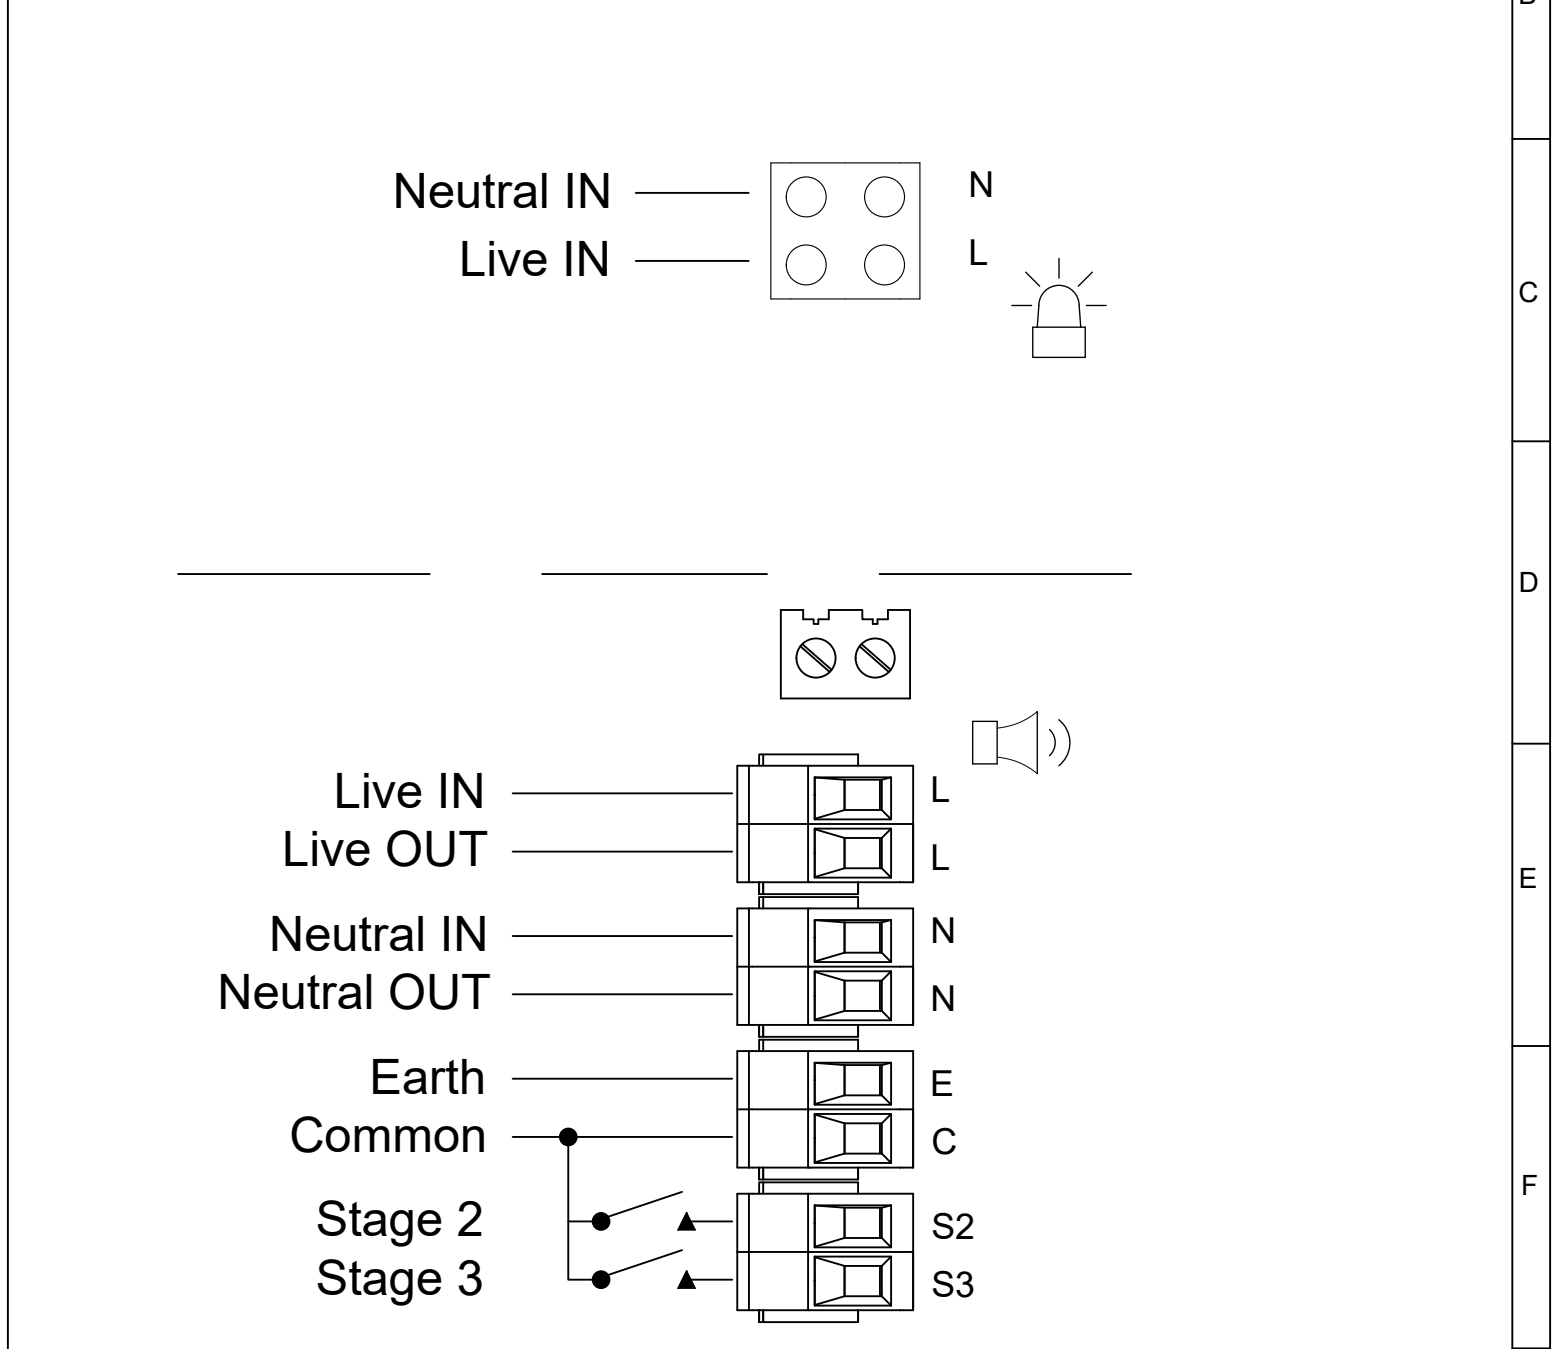 Neutral IN N
Live IN L
C
D
Live IN L
Live OUT L
E
Neutral IN N
Neutral OUT N
Earth E
Common C
F
Stage 2 S2
Stage 3 S3